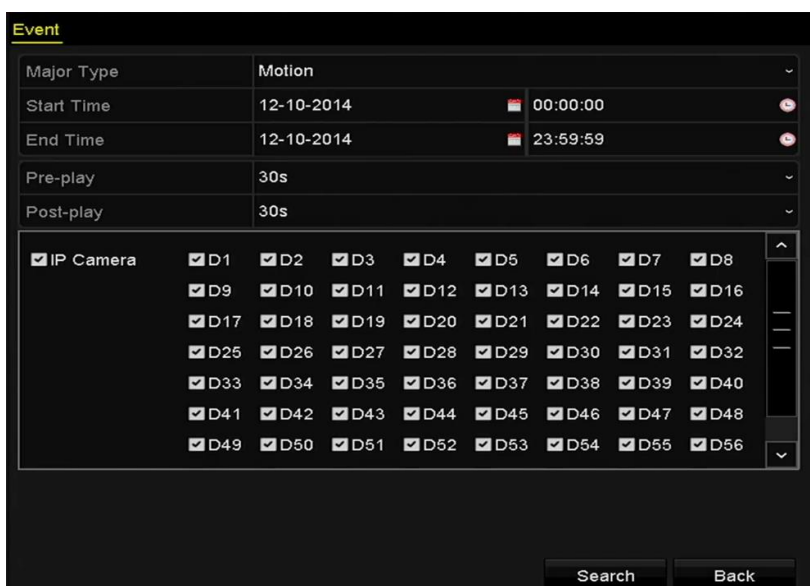 Event
Major Type Motion
Start Time 12-10-2014 00:00:00
End Time 12-10-2014 23:59:59
Pre-play 30s
Post-play 30s
IP Camera D1 D2 D3 D4 D5 D6 D7 D8
D9 D10 D11 D12 D13 D14 D15 D16
D17 D18 D19 D20 D21 D22 D23 D24
D25 D26 D27 D28 D29 D30 D31 D32
D33 D34 D35 D36 D37 D38 D39 D40
D41 D42 D43 D44 D45 D46 D47 D48
D49 D50 D51 D52 D53 D54 D55 D56
Search Back